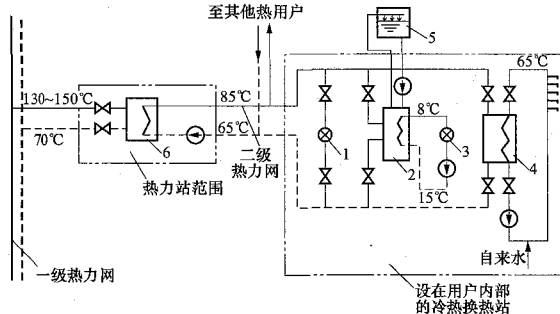 至其他热用户
5
65℃
130~150℃
85℃
8℃
70℃
65℃
6
1
2
3
4
15℃
二级
热力网
热力站范围
自来水
一级热力网
设在用户内部
的冷热换热站